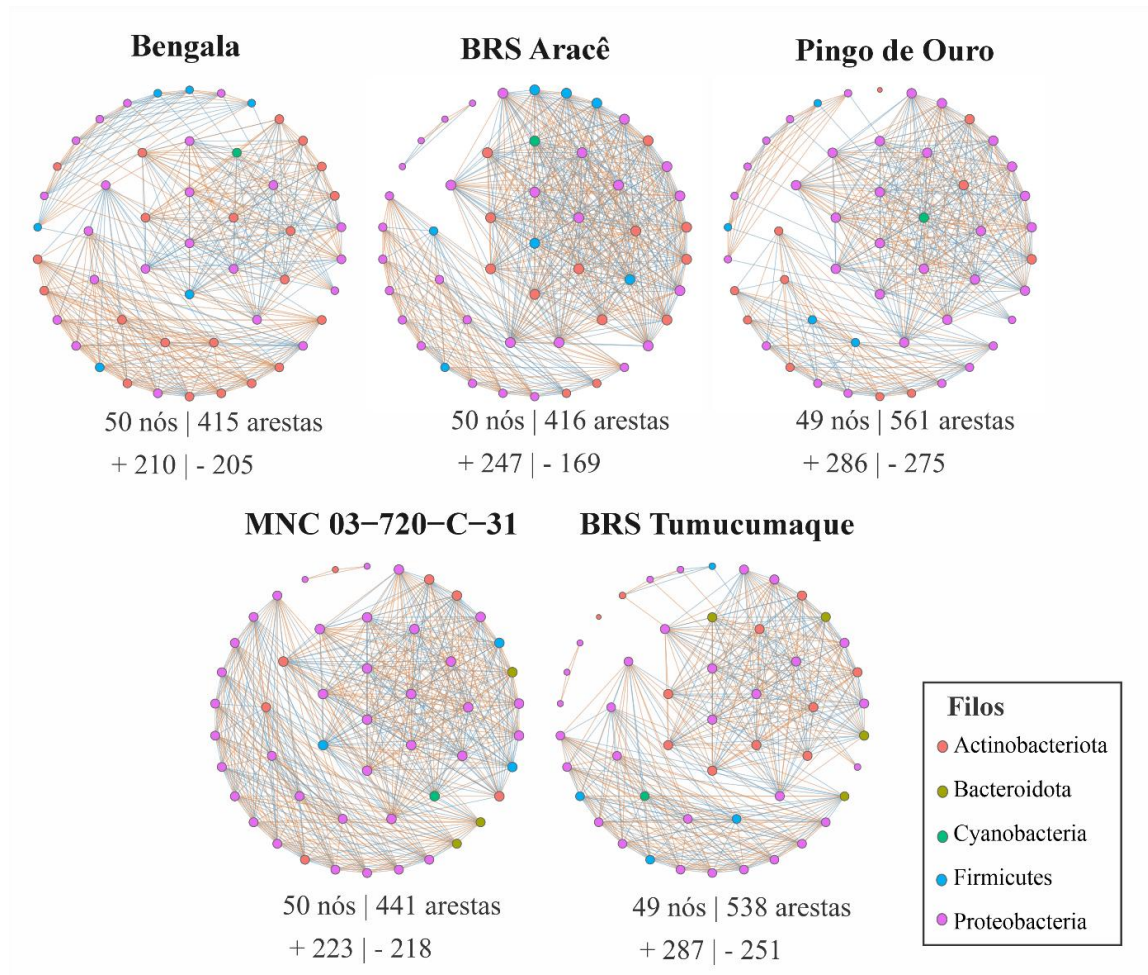 Bengala
BRS Aracê
Pingo de Ouro
50 nós | 415 arestas
+ 210 | - 205
50 nós | 416 arestas
+ 247 | - 169
49 nós | 561 arestas
+ 286 | - 275
MNC 03−720−C−31
BRS Tumucumaque
50 nós | 441 arestas
+ 223 | - 218
49 nós | 538 arestas
+ 287 | - 251
Filos
Actinobacteriota
Bacteroidota
Cyanobacteria
Firmicutes
Proteobacteria